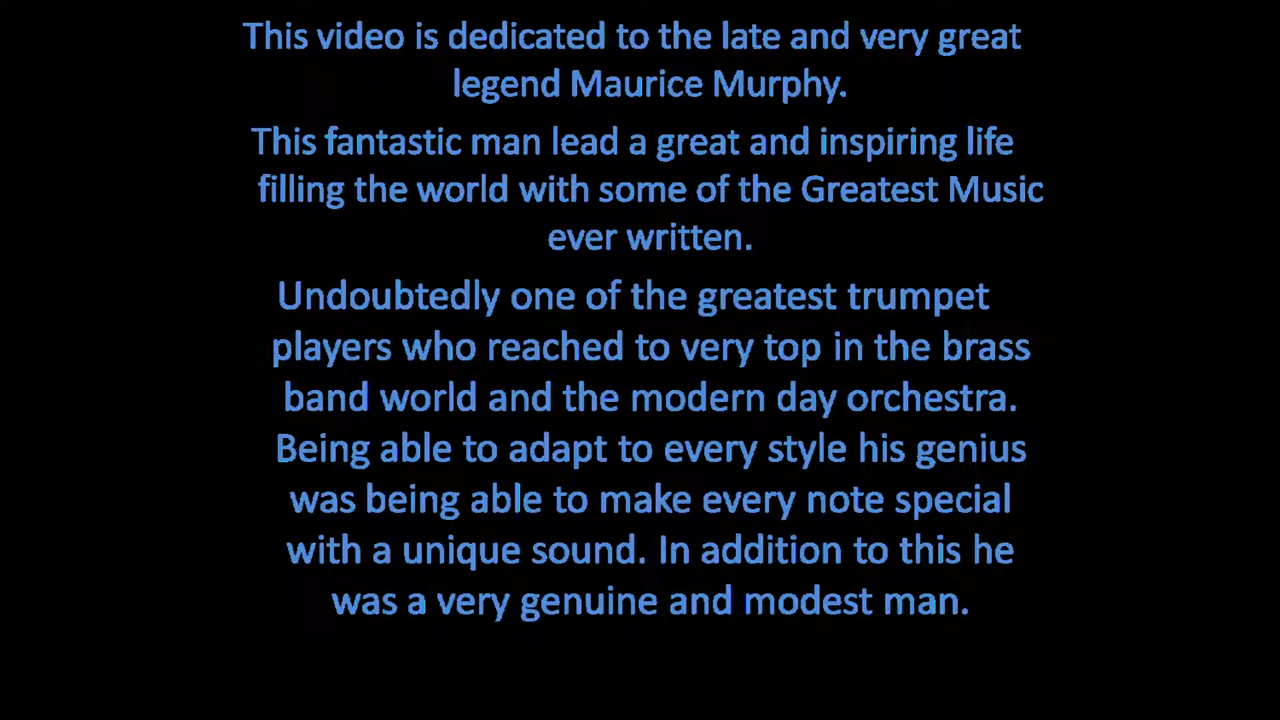 This video is dedicated to the late and very great
legend Maurice Murphy.
This fantastic man lead a great and inspiring life
filling the world with some of the Greatest Music
ever written.
Undoubtedly one of the greatest trumpet
players who reached to very top in the brass
band world and the modern day orchestra.
Being able to adapt to every style his genius
was being able to make every note special
with a unique sound. In addition to this he
was a very genuine and modest man.